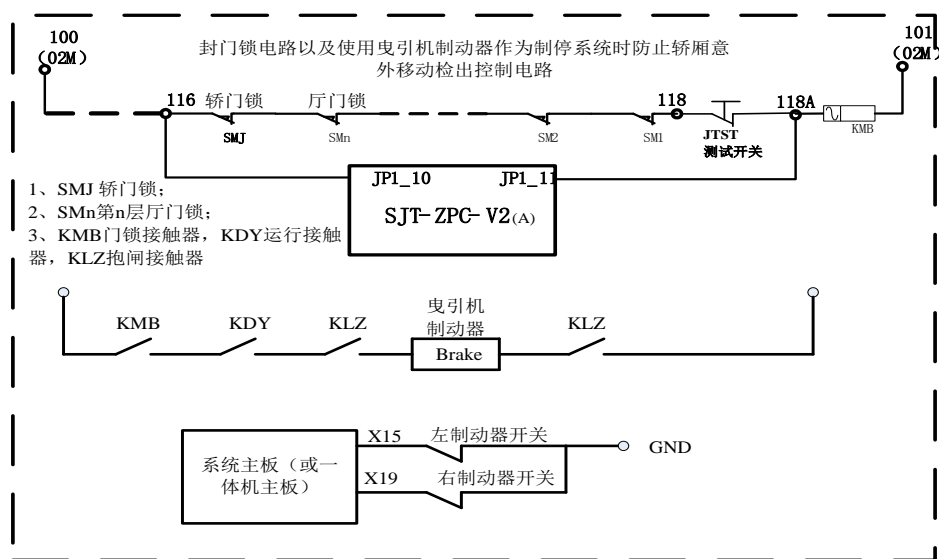 100
(02M)
101
(02M)
封门锁电路以及使用曳引机制动器作为制停系统时防止轿厢意
外移动检出控制电路
116 轿门锁 厅门锁 118 118A
SMJ SMn SM2 SM1 JTST KMB
测试开关
JP1_10 JP1_11
SJT-ZPC-V2(A)
1、SMJ 轿门锁；
2、SMn第n层厅门锁；
3、KMB门锁接触器，KDY运行接触
器，KLZ抱闸接触器
曳引机
制动器
KMB KDY KLZ Brake KLZ
X15 左制动器开关 GND
系统主板（或一
体机主板）
X19 右制动器开关